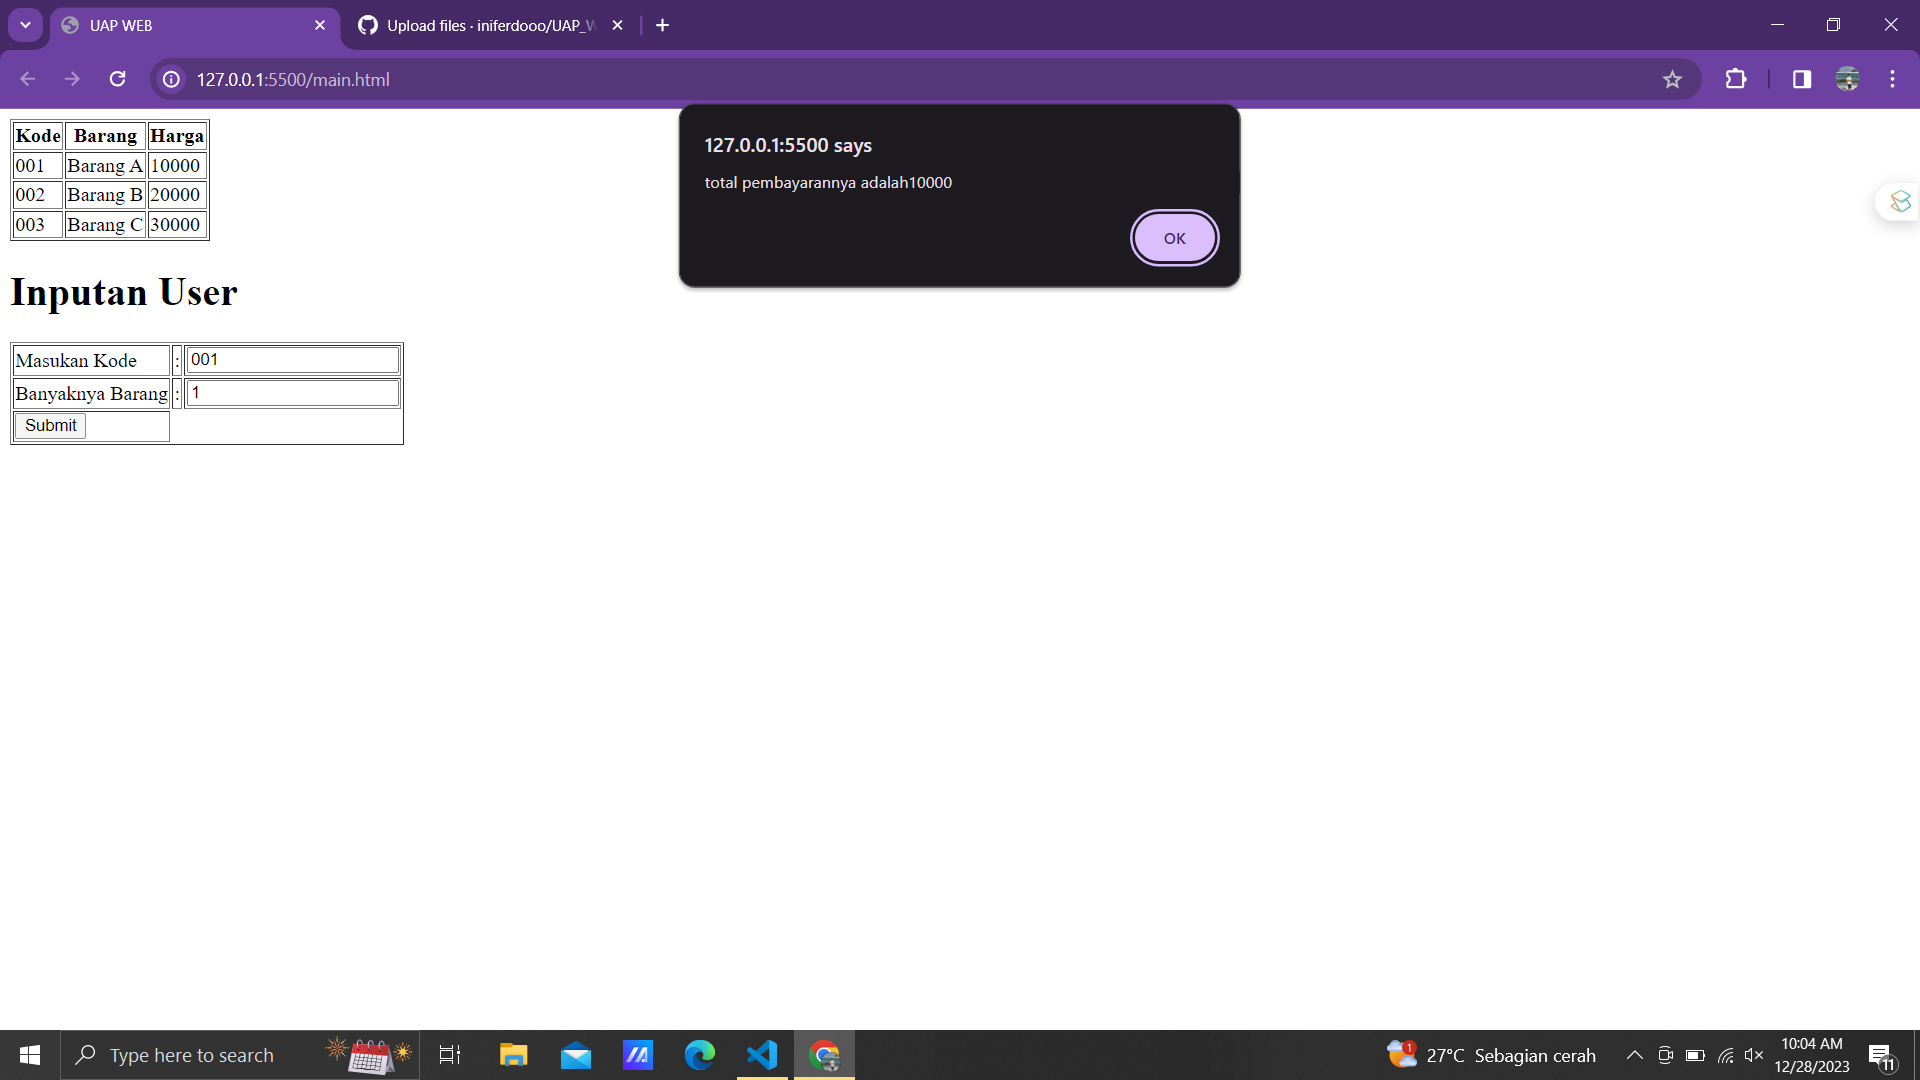 UAP WEB
Upload files · iniferdooo/UAP_W
127.0.0.1:5500/main.html
127.0.0.1:5500 says
total pembayarannya adalah10000
OK
Kode Barang Harga
001 Barang A 10000
002 Barang B 20000
003 Barang C 30000
Inputan User
Masukan Kode : 001
Banyaknya Barang : 1
Submit
Type here to search
1
27°C Sebagian cerah
10:04 AM
12/28/2023
11